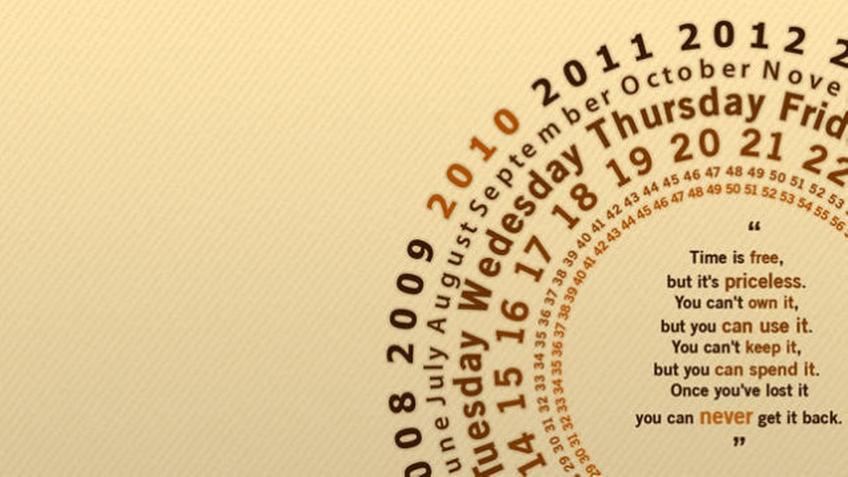 008 2009 2010 2011 2012 2
une July August September October Nove
Tuesday Wedesday Thursday Frid
14 15 16 17 18 19 20 21 22
29 30 31 32 33 34 35 36 37 38 39 40 41 42 43 44 45 46 47 48 49 50 51 52 53
29 30 31 32 33 34 35 36 37 38 39 40 41 42 43 44 45 46 47 48 49 50 51 52 53 54 55 56
“
Time is free,
but it's priceless.
You can't own it,
but you can use it.
You can't keep it,
but you can spend it.
Once you've lost it
you can never get it back.
”